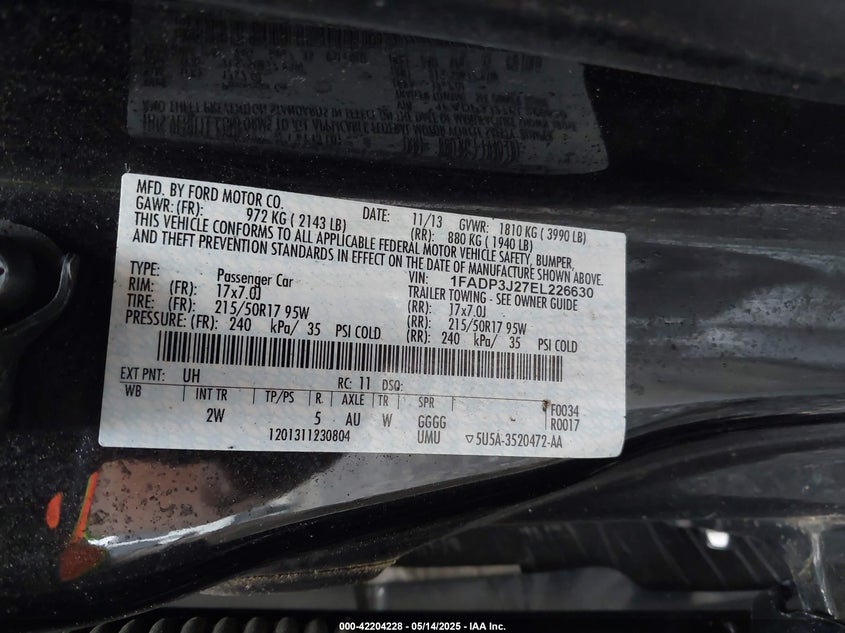 MFD. BY FORD MOTOR CO.
DATE: 11/13 GVWR: 1810 KG ( 3990 LB)
GAWR: (FR): 972 KG ( 2143 LB) (RR): 880 KG ( 1940 LB)
THIS VEHICLE CONFORMS TO ALL APPLICABLE FEDERAL MOTOR VEHICLE SAFETY, BUMPER,
AND THEFT PREVENTION STANDARDS IN EFFECT ON THE DATE OF MANUFACTURE SHOWN ABOVE.
VIN: 1FADP3J27EL226630
TYPE: Passenger Car TRAILER TOWING - SEE OWNER GUIDE
RIM: (FR): 17x7.0J (RR): 17x7.0J
TIRE: (FR): 215/50R17 95W (RR): 215/50R17 95W
PRESSURE: (FR): 240 kPa/ 35 PSI COLD (RR): 240 kPa/ 35 PSI COLD
EXT PNT: UH RC: 11 DSQ:
WB INT TR TP/PS R. AXLE TR SPR F0034
2W 5 AU W GGGG R0017
1201311230804 UMU ▽5U5A-3520472-AA
000-42204228 - 05/14/2025 - IAA Inc.